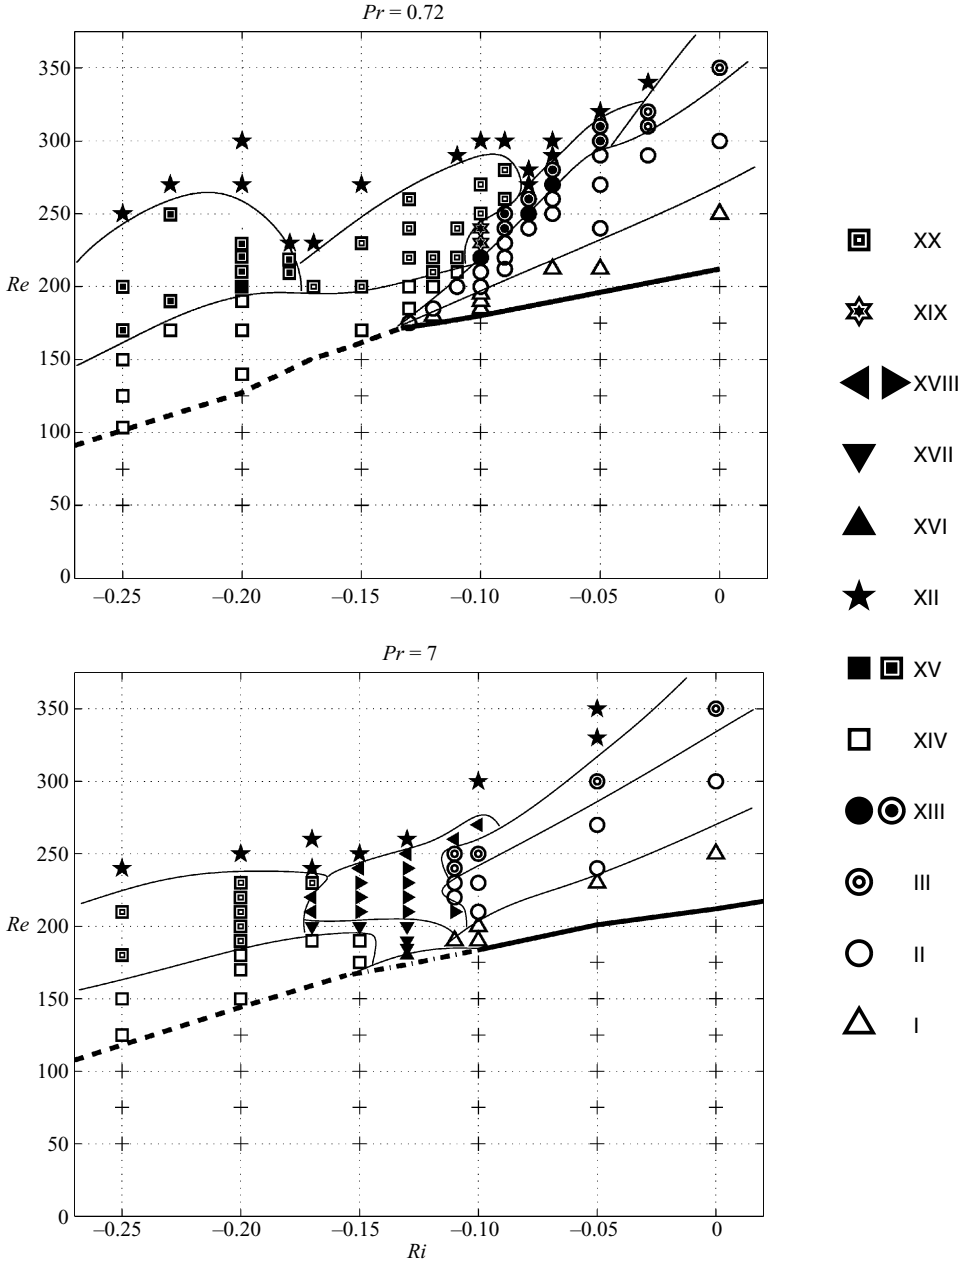 Pr = 0.72
350
300
250
Re 200
150
100
50
0
–0.25 –0.20 –0.15 –0.10 –0.05 0
Pr = 7
350
300
250
Re 200
150
100
50
0
–0.25 –0.20 –0.15 –0.10 –0.05 0
Ri
XX
XIX
XVIII
XVII
XVI
XII
XV
XIV
XIII
III
II
I